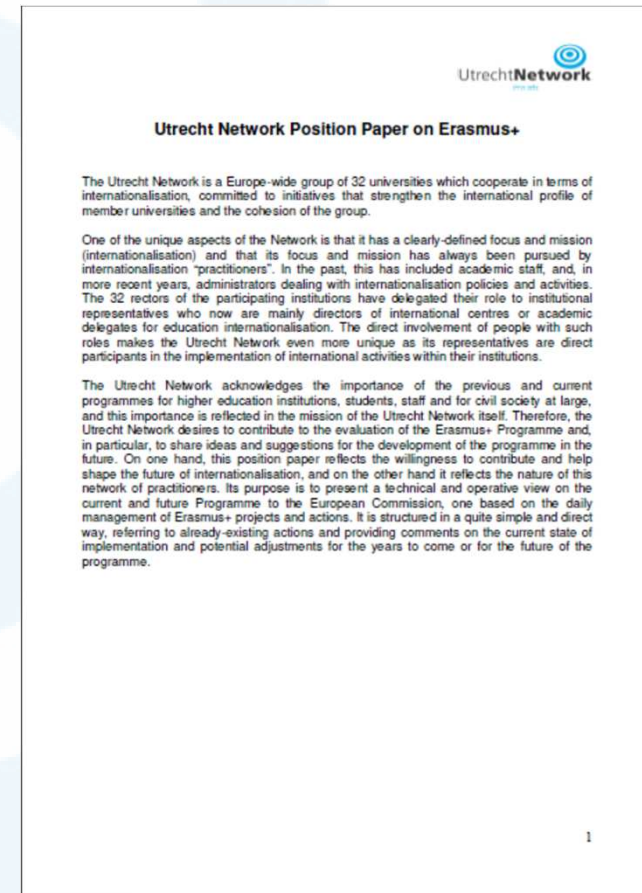 UtrechtNetwork
Utrecht Network Position Paper on Erasmus+
The Utrecht Network is a Europe-wide group of 32 universities which cooperate in terms of
internationalisation, committed to initiatives that strengthen the international profile of
member universities and the cohesion of the group.
One of the unique aspects of the Network is that it has a clearly-defined focus and mission
(internationalisation) and that its focus and mission has always been pursued by
internationalisation "practitioners". In the past, this has included academic staff, and, in
more recent years, administrators dealing with internationalisation policies and activities.
The 32 rectors of the participating institutions have delegated their role to institutional
representatives who now are mainly directors of international centres or academic
delegates for education internationalisation. The direct involvement of people with such
roles makes the Utrecht Network even more unique as its representatives are direct
participants in the implementation of international activities within their institutions.
The Utrecht Network acknowledges the importance of the previous and current
programmes for higher education institutions, students, staff and for civil society at large,
and this importance is reflected in the mission of the Utrecht Network itself. Therefore, the
Utrecht Network desires to contribute to the evaluation of the Erasmus+ Programme and,
in particular, to share ideas and suggestions for the development of the programme in the
future. On one hand, this position paper reflects the willingness to contribute and help
shape the future of internationalisation, and on the other hand it reflects the nature of this
network of practitioners. Its purpose is to present a technical and operative view on the
current and future Programme to the European Commission, one based on the daily
management of Erasmus+ projects and actions. It is structured in a quite simple and direct
way, referring to already-existing actions and providing comments on the current state of
implementation and potential adjustments for the years to come or for the future of the
programme.
1